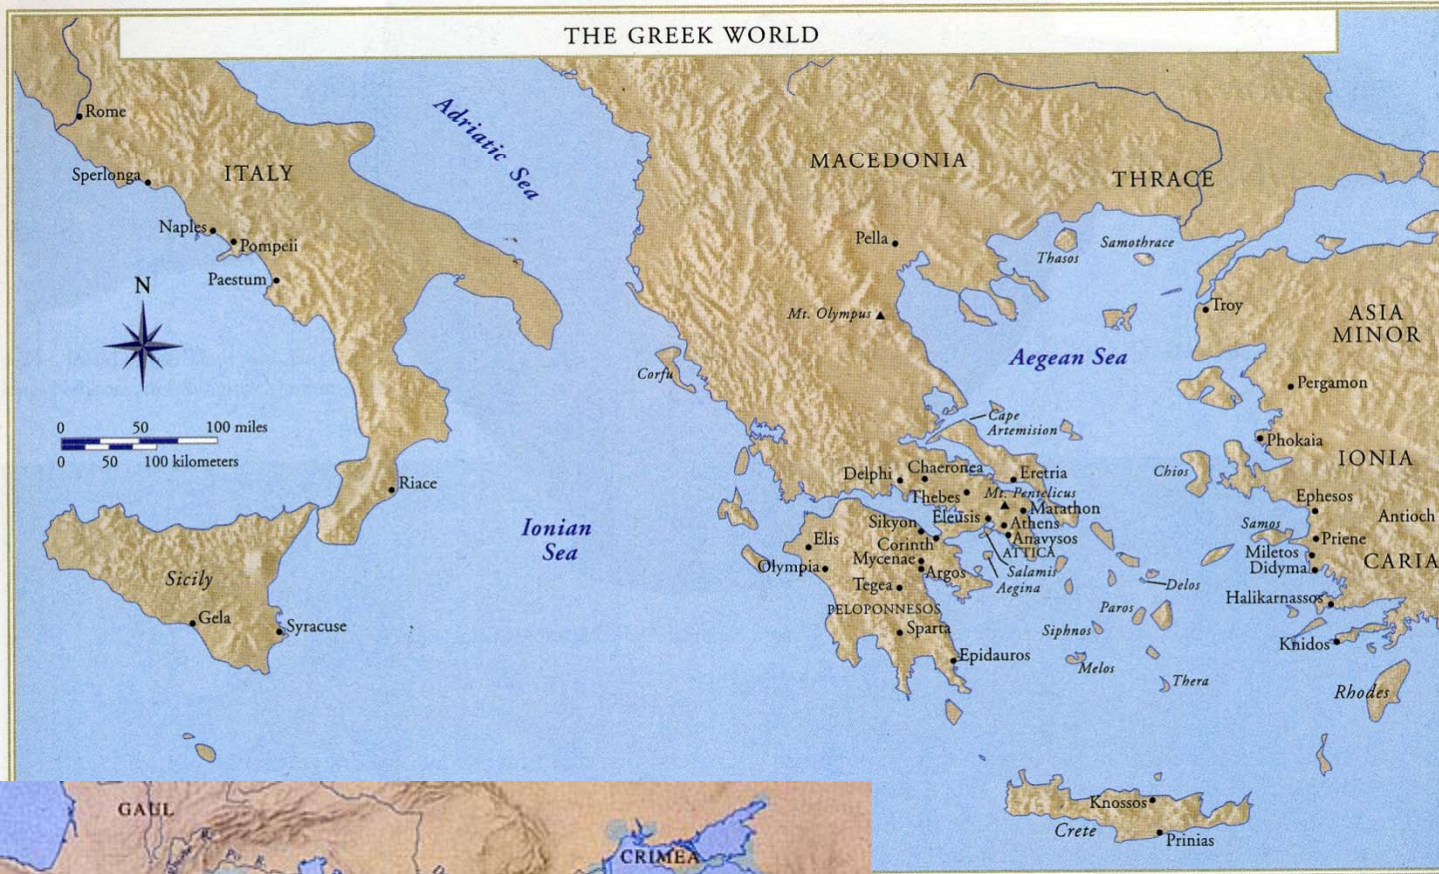 THE GREEK WORLD
Rome
Adriatic Sea
Sperlonga
ITALY
MACEDONIA
THRACE
Naples
Pompeii
Pella
Thasos
Samothrace
Paestum
N
Mt. Olympus
Troy
ASIA
MINOR
Aegean Sea
Corfu
Pergamon
0 50 100 miles
0 50 100 kilometers
Cape
Artemision
Phokaia
IONIA
Riace
Delphi
Chaeronea
Eretria
Chios
Thebes
Mt. Pentelicus
Marathon
Ephesos
Antioch
Ionian
Sea
Sikyon
Eleusis
Athens
Samos
Elis
Corinth
Anavysos
Priene
ATTICA
Miletos
Mycenae
Didyma
CARIA
Olympia
Argos
Salamis
Sicily
Tegea
Aegina
Delos
Halikarnassos
PELOPONNESOS
Paros
Gela
Syracuse
Sparta
Siphnos
Knidos
Epidauros
Melos
Thera
Rhodes
Knossos
Crete
Prinias
GAUL
CRIMEA